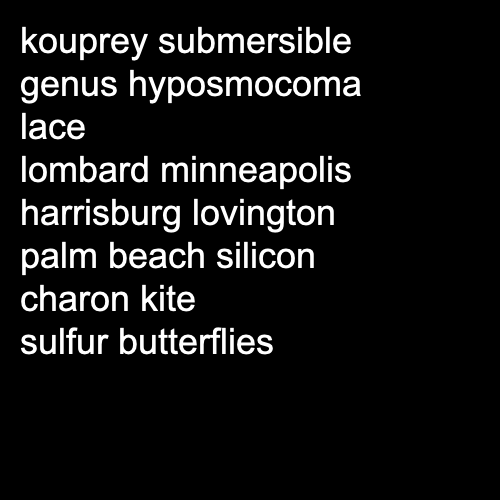 kouprey submersible
genus hyposmocoma
lace
lombard minneapolis
harrisburg lovington
palm beach silicon
charon kite
sulfur butterflies